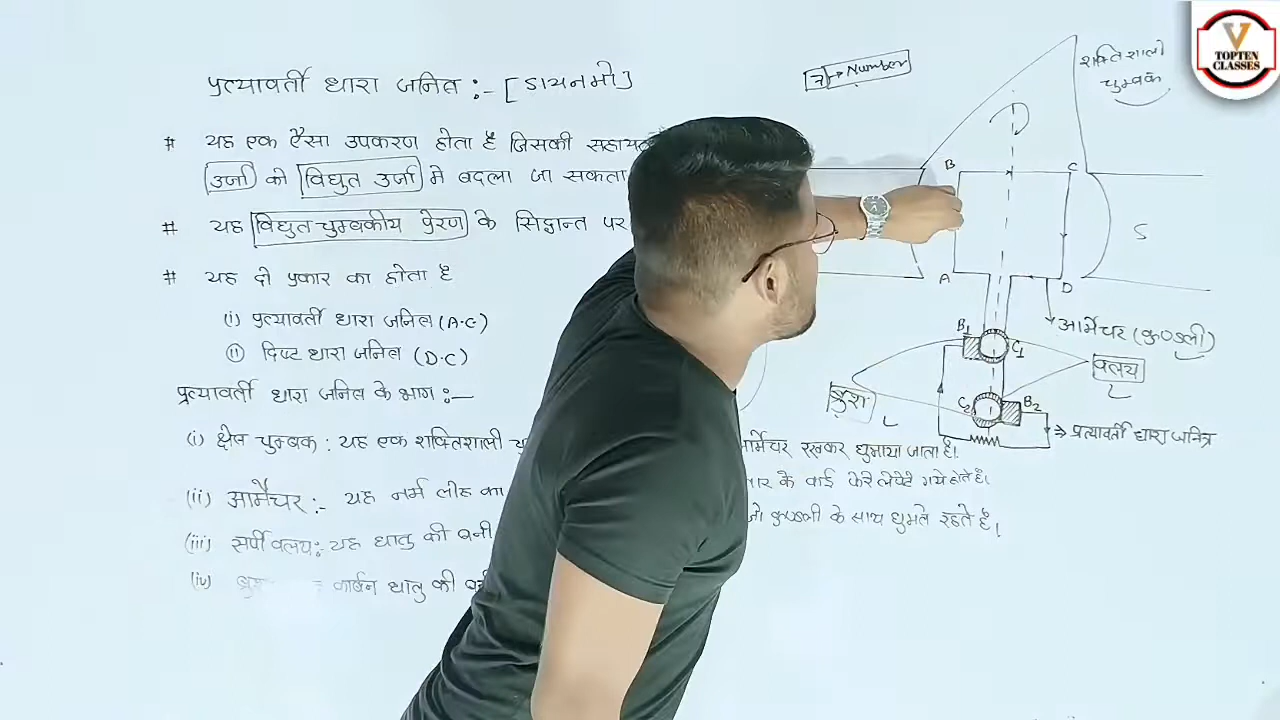 V
TOPTEN
CLASSES
प्रत्यावर्ती धारा जनित :- [डायनमो]
7 → Number
शक्तिशाली
चुम्बक
# यह एक ऐसा उपकरण होता है जिसकी
उर्जा को विद्युत उर्जा मे बदला जा सकता
# यह विद्युत चुम्बकीय प्रेरण के सिद्वान्त पर
# यह दो प्रकार का होता है
(i) प्रत्यावर्ती धारा जनित (A.C)
(ii) दिष्ट धारा जनित (D.C)
प्रत्यावर्ती धारा जनित के भाग :-
(i) क्षेत्र चुम्बक : यह एक शक्तिशाली आर्मेचर रखकर घुमाया जाता है।
(ii) आर्मेचर :- यह नर्म लौह का तार के कई फेरे लपेटे गये होते है।
(iii) सर्पी वलय :- यह धातु की बनी जो कुण्डली के साथ घुमते रहते है।
(iv) = कार्बन धातु की
B C
S
A D
आर्मेचर (कुण्डली)
B1 C1
वलय
ब्रुश
C2 B2
⇒ प्रत्यावर्ती धारा जनित्र